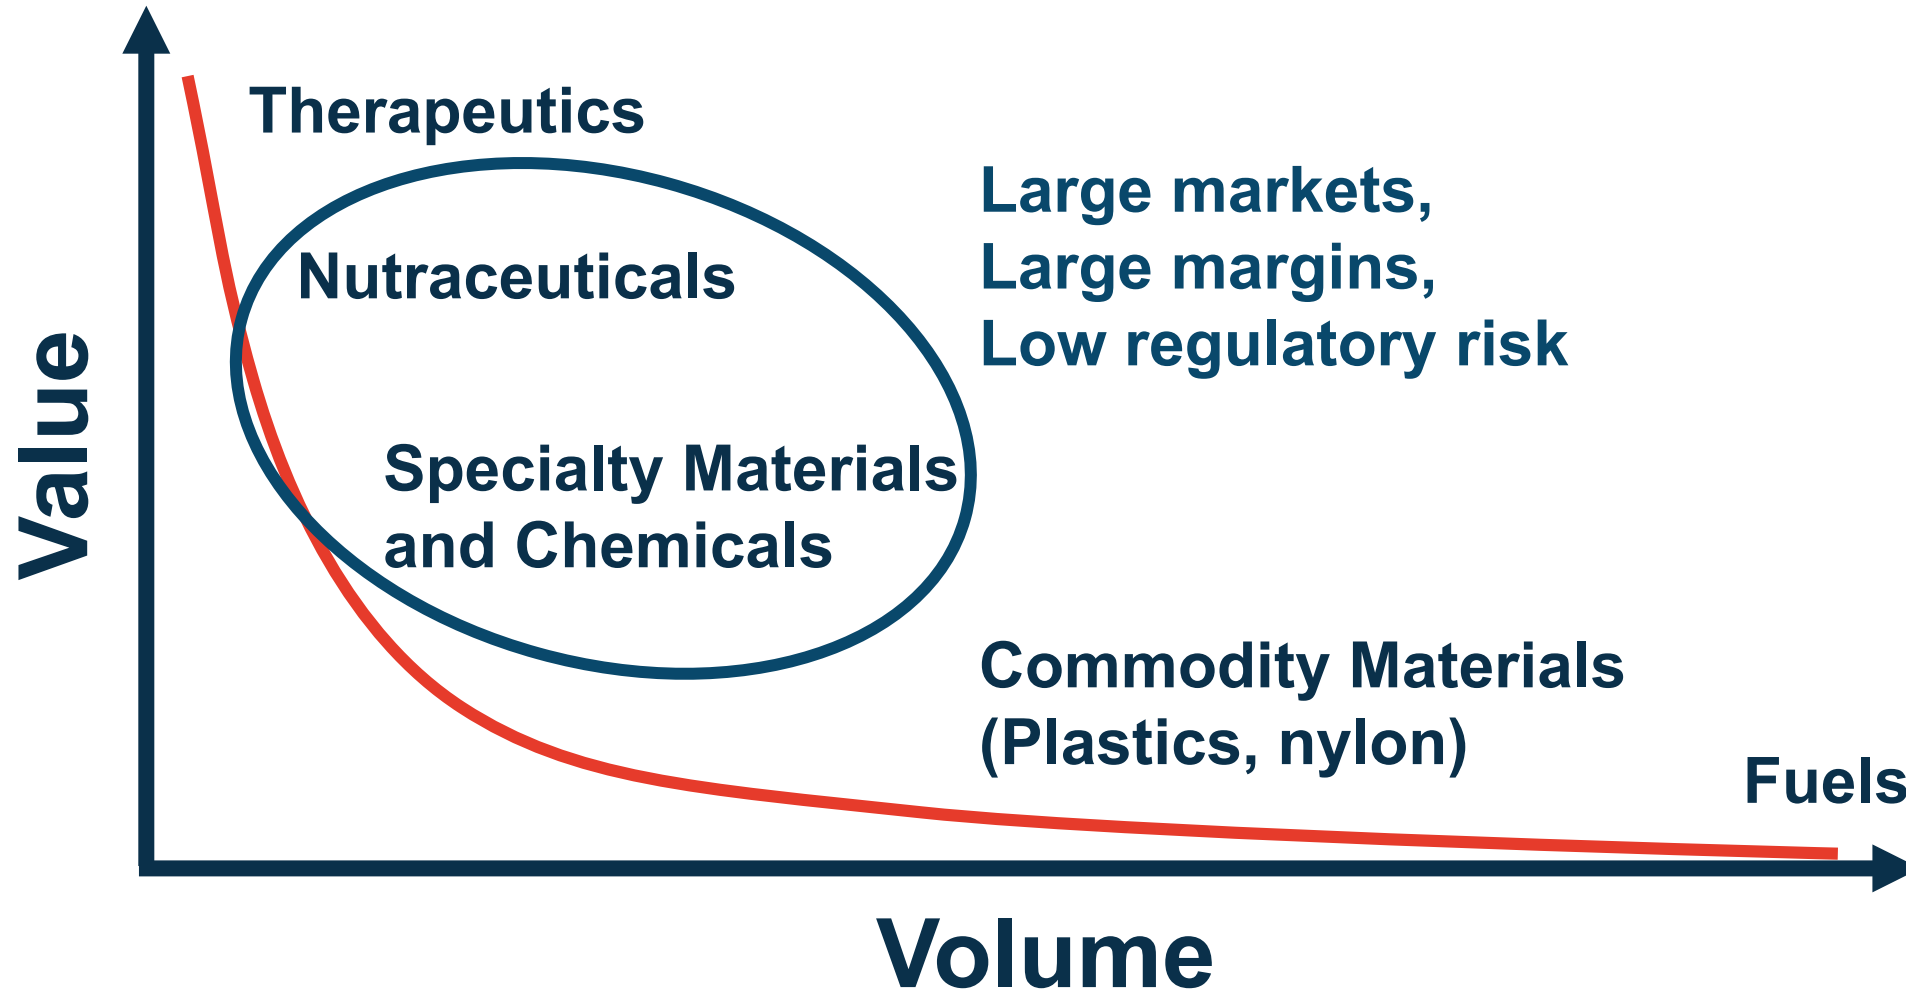 Therapeutics
Large markets,
Large margins,
Low regulatory risk
Nutraceuticals
Value
Specialty Materials
and Chemicals
Commodity Materials
(Plastics, nylon)
Fuels
Volume